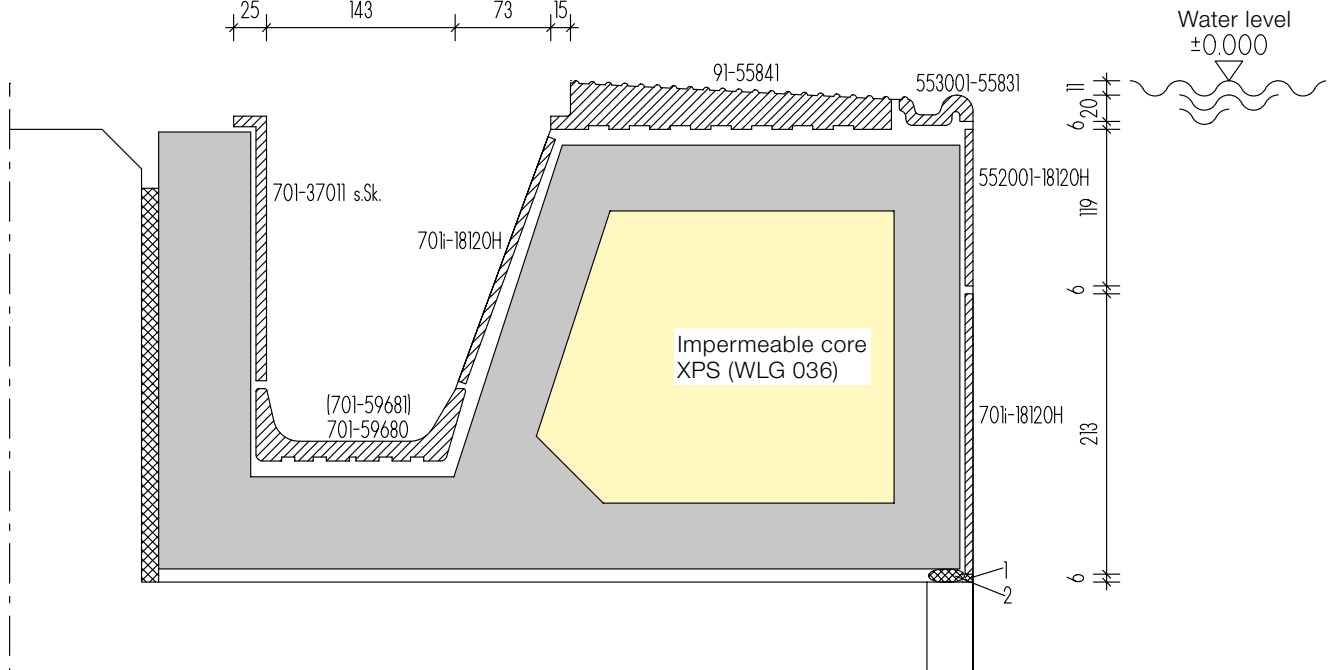 25 143 73 15
Water level
±0.000
91-55841
553001-55831
11
20
6
701-37011 s.Sk.
552001-18120H
119
701i-18120H
6
Impermeable core
XPS (WLG 036)
(701-59681)
701-59680
701i-18120H
213
1
6
2